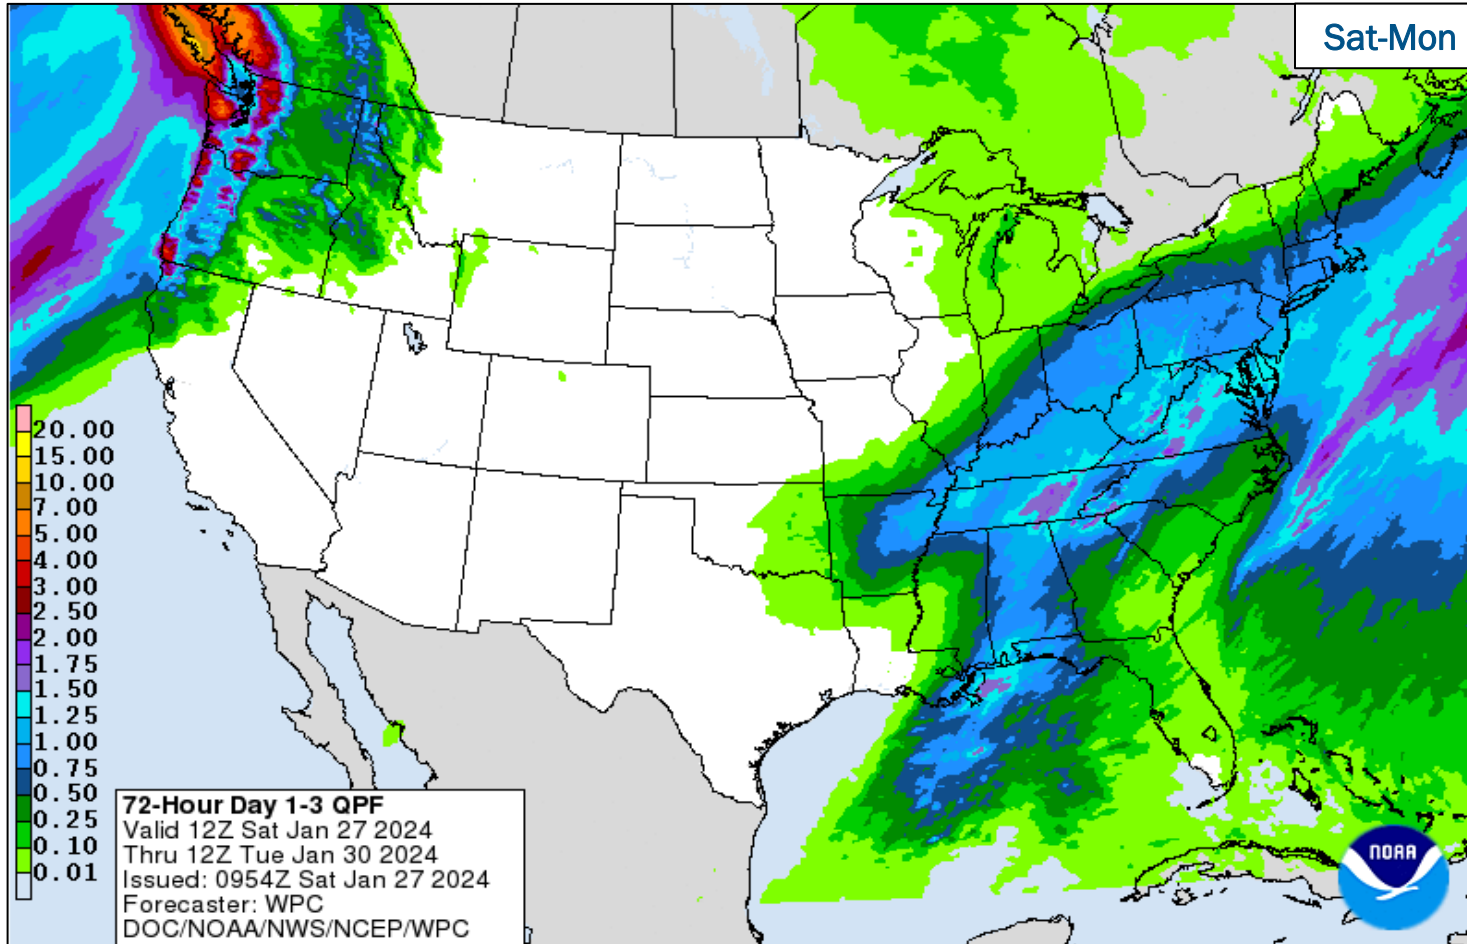 Sat-Mon
20.00
15.00
10.00
7.00
5.00
4.00
3.00
2.50
2.00
1.75
1.50
1.25
1.00
0.75
0.50
0.25
0.10
0.01
72-Hour Day 1-3 QPF
Valid 12Z Sat Jan 27 2024
Thru 12Z Tue Jan 30 2024
Issued: 0954Z Sat Jan 27 2024
Forecaster: WPC
DOC/NOAA/NWS/NCEP/WPC
NOAA